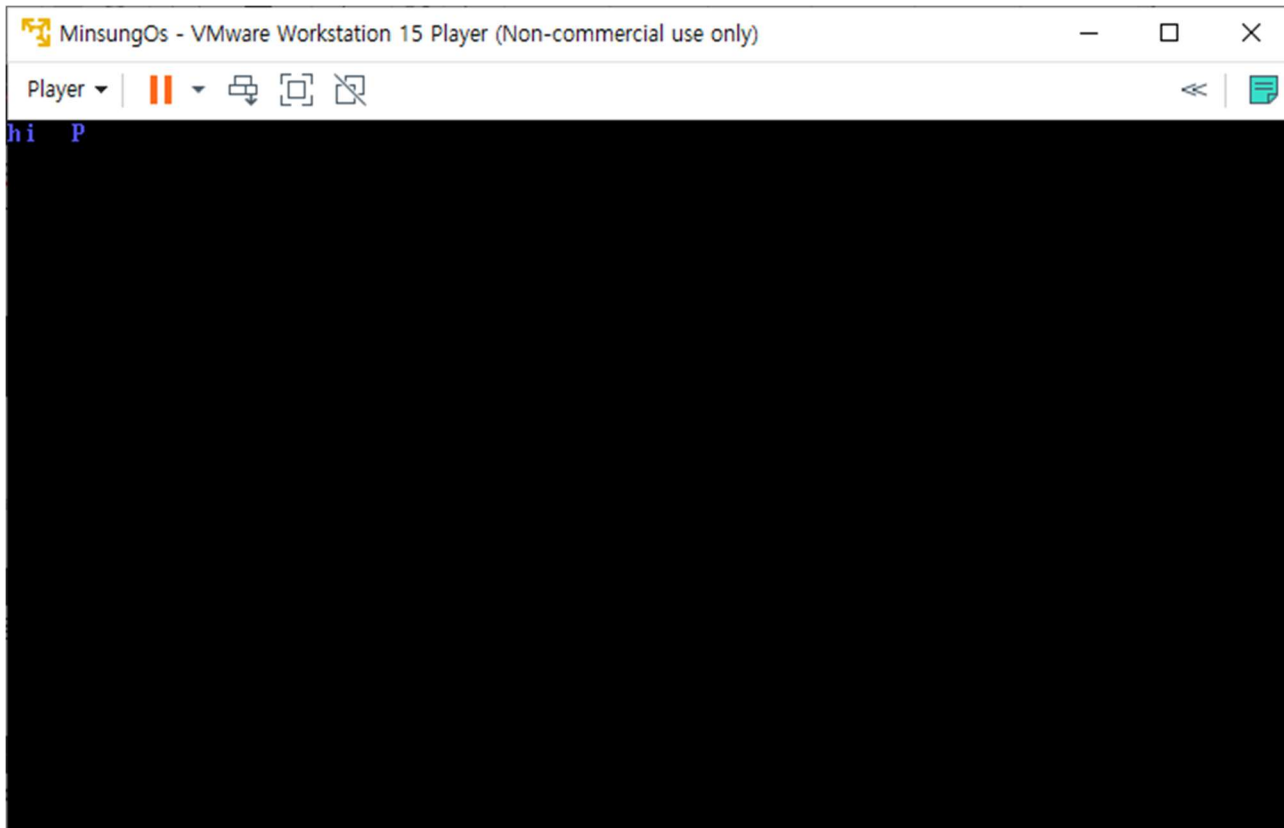 MinsungOs - VMware Workstation 15 Player (Non-commercial use only)
Player
hi  P